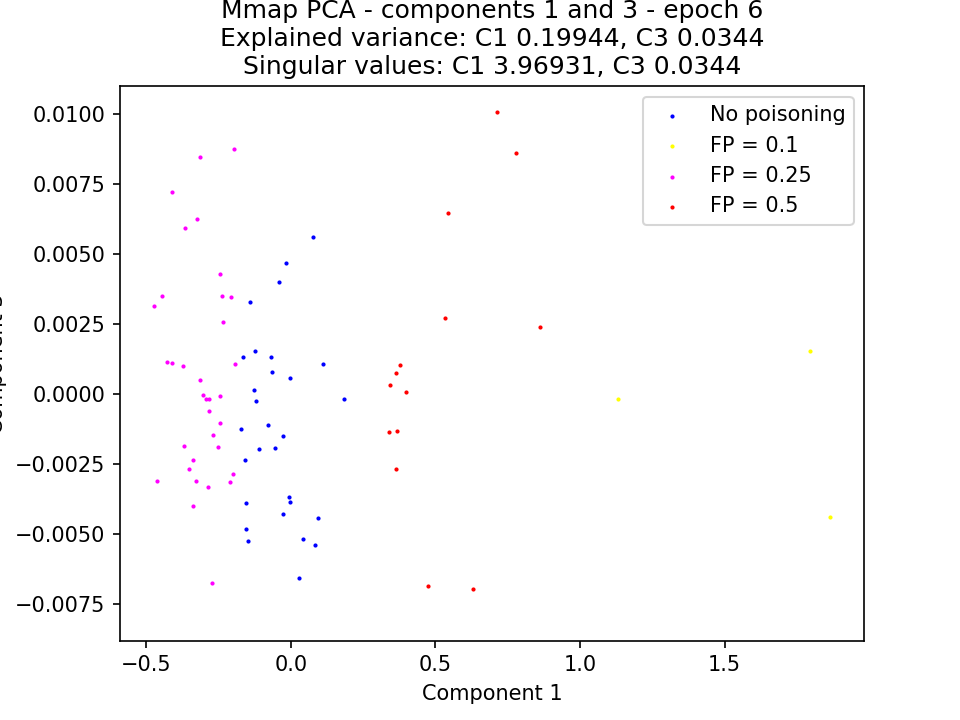 Mmap PCA - components 1 and 3 - epoch 6
Explained variance: C1 0.19944, C3 0.0344
Singular values: C1 3.96931, C3 0.0344
0.0100
0.0075
0.0050
0.0025
0.0000
−0.0025
−0.0050
−0.0075
No poisoning
FP = 0.1
FP = 0.25
FP = 0.5
−0.5
0.0
0.5
1.0
1.5
Component 1